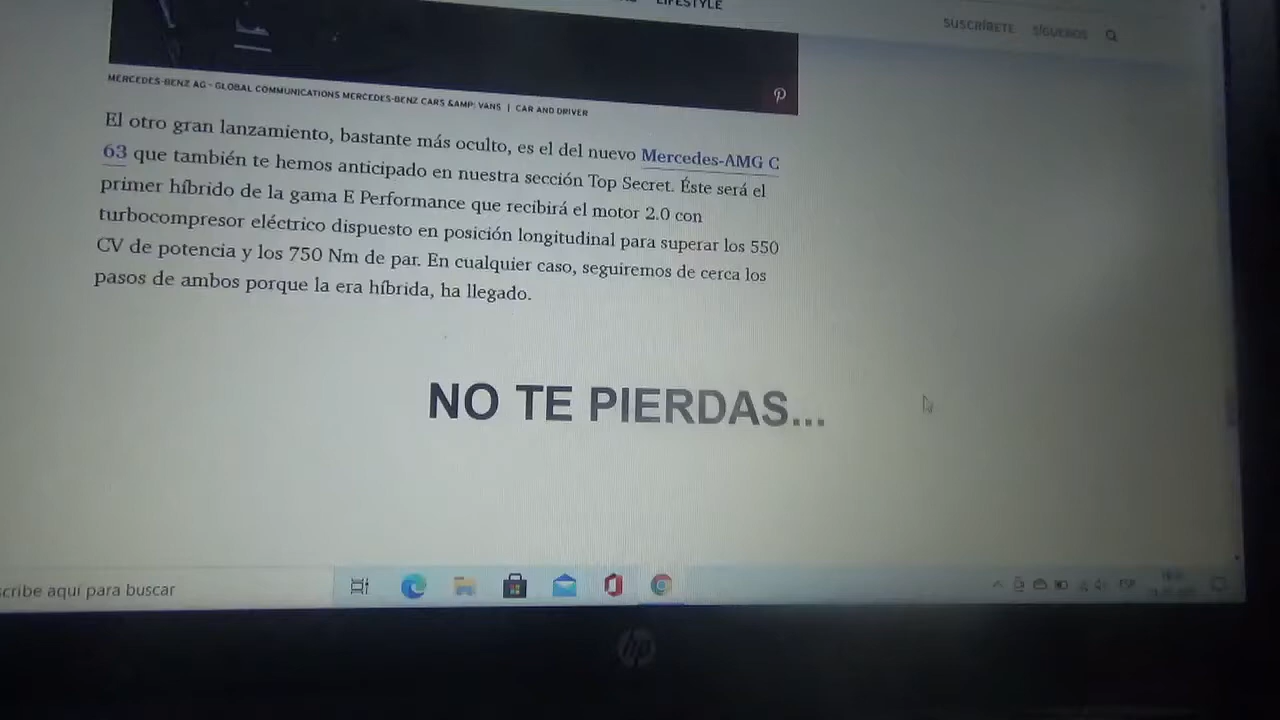 LIFESTYLE
SUSCRÍBETE SÍGUENOS
MERCEDES-BENZ AG - GLOBAL COMMUNICATIONS MERCEDES-BENZ CARS &AMP; VANS | CAR AND DRIVER
El otro gran lanzamiento, bastante más oculto, es el del nuevo Mercedes-AMG C
63 que también te hemos anticipado en nuestra sección Top Secret. Éste será el
primer híbrido de la gama E Performance que recibirá el motor 2.0 con
turbocompresor eléctrico dispuesto en posición longitudinal para superar los 550
CV de potencia y los 750 Nm de par. En cualquier caso, seguiremos de cerca los
pasos de ambos porque la era híbrida, ha llegado.
NO TE PIERDAS...
scribe aquí para buscar
ESP
hp